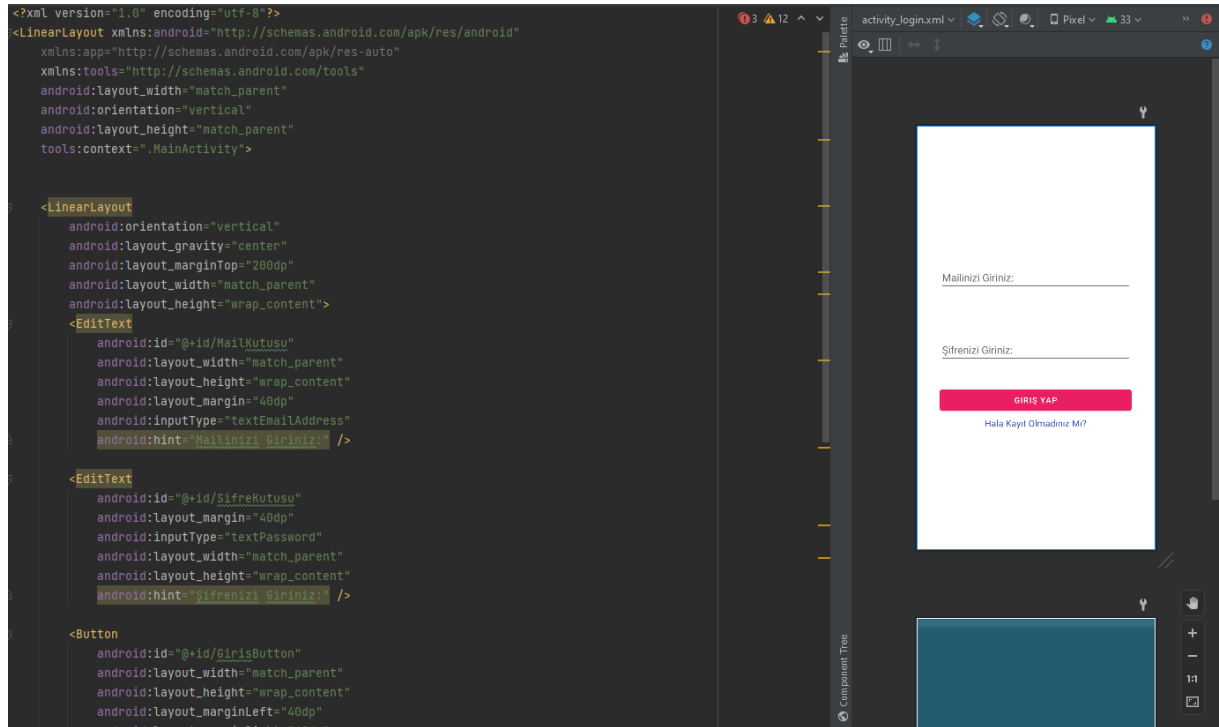 <?xml version="1.0" encoding="utf-8"?>
<LinearLayout xmlns:android="http://schemas.android.com/apk/res/android"
xmlns:app="http://schemas.android.com/apk/res-auto"
xmlns:tools="http://schemas.android.com/tools"
android:layout_width="match_parent"
android:orientation="vertical"
android:layout_height="match_parent"
tools:context=".MainActivity">
<LinearLayout
android:orientation="vertical"
android:layout_gravity="center"
android:layout_marginTop="200dp"
android:layout_width="match_parent"
android:layout_height="wrap_content">
<EditText
android:id="@+id/MailKutusu"
android:layout_width="match_parent"
android:layout_height="wrap_content"
android:layout_margin="40dp"
android:inputType="textEmailAddress"
android:hint="Mailinizi Giriniz:" />
<EditText
android:id="@+id/SifreKutusu"
android:layout_margin="40dp"
android:inputType="textPassword"
android:layout_width="match_parent"
android:layout_height="wrap_content"
android:hint="Şifrenizi Giriniz:" />
<Button
android:id="@+id/GirisButton"
android:layout_width="match_parent"
android:layout_height="wrap_content"
android:layout_marginLeft="40dp"
3 12
Palette
Component Tree
activity_login.xml Pixel 33 »
Mailinizi Giriniz:
Şifrenizi Giriniz:
GIRIŞ YAP
Hala Kayıt Olmadınız Mı?
1:1